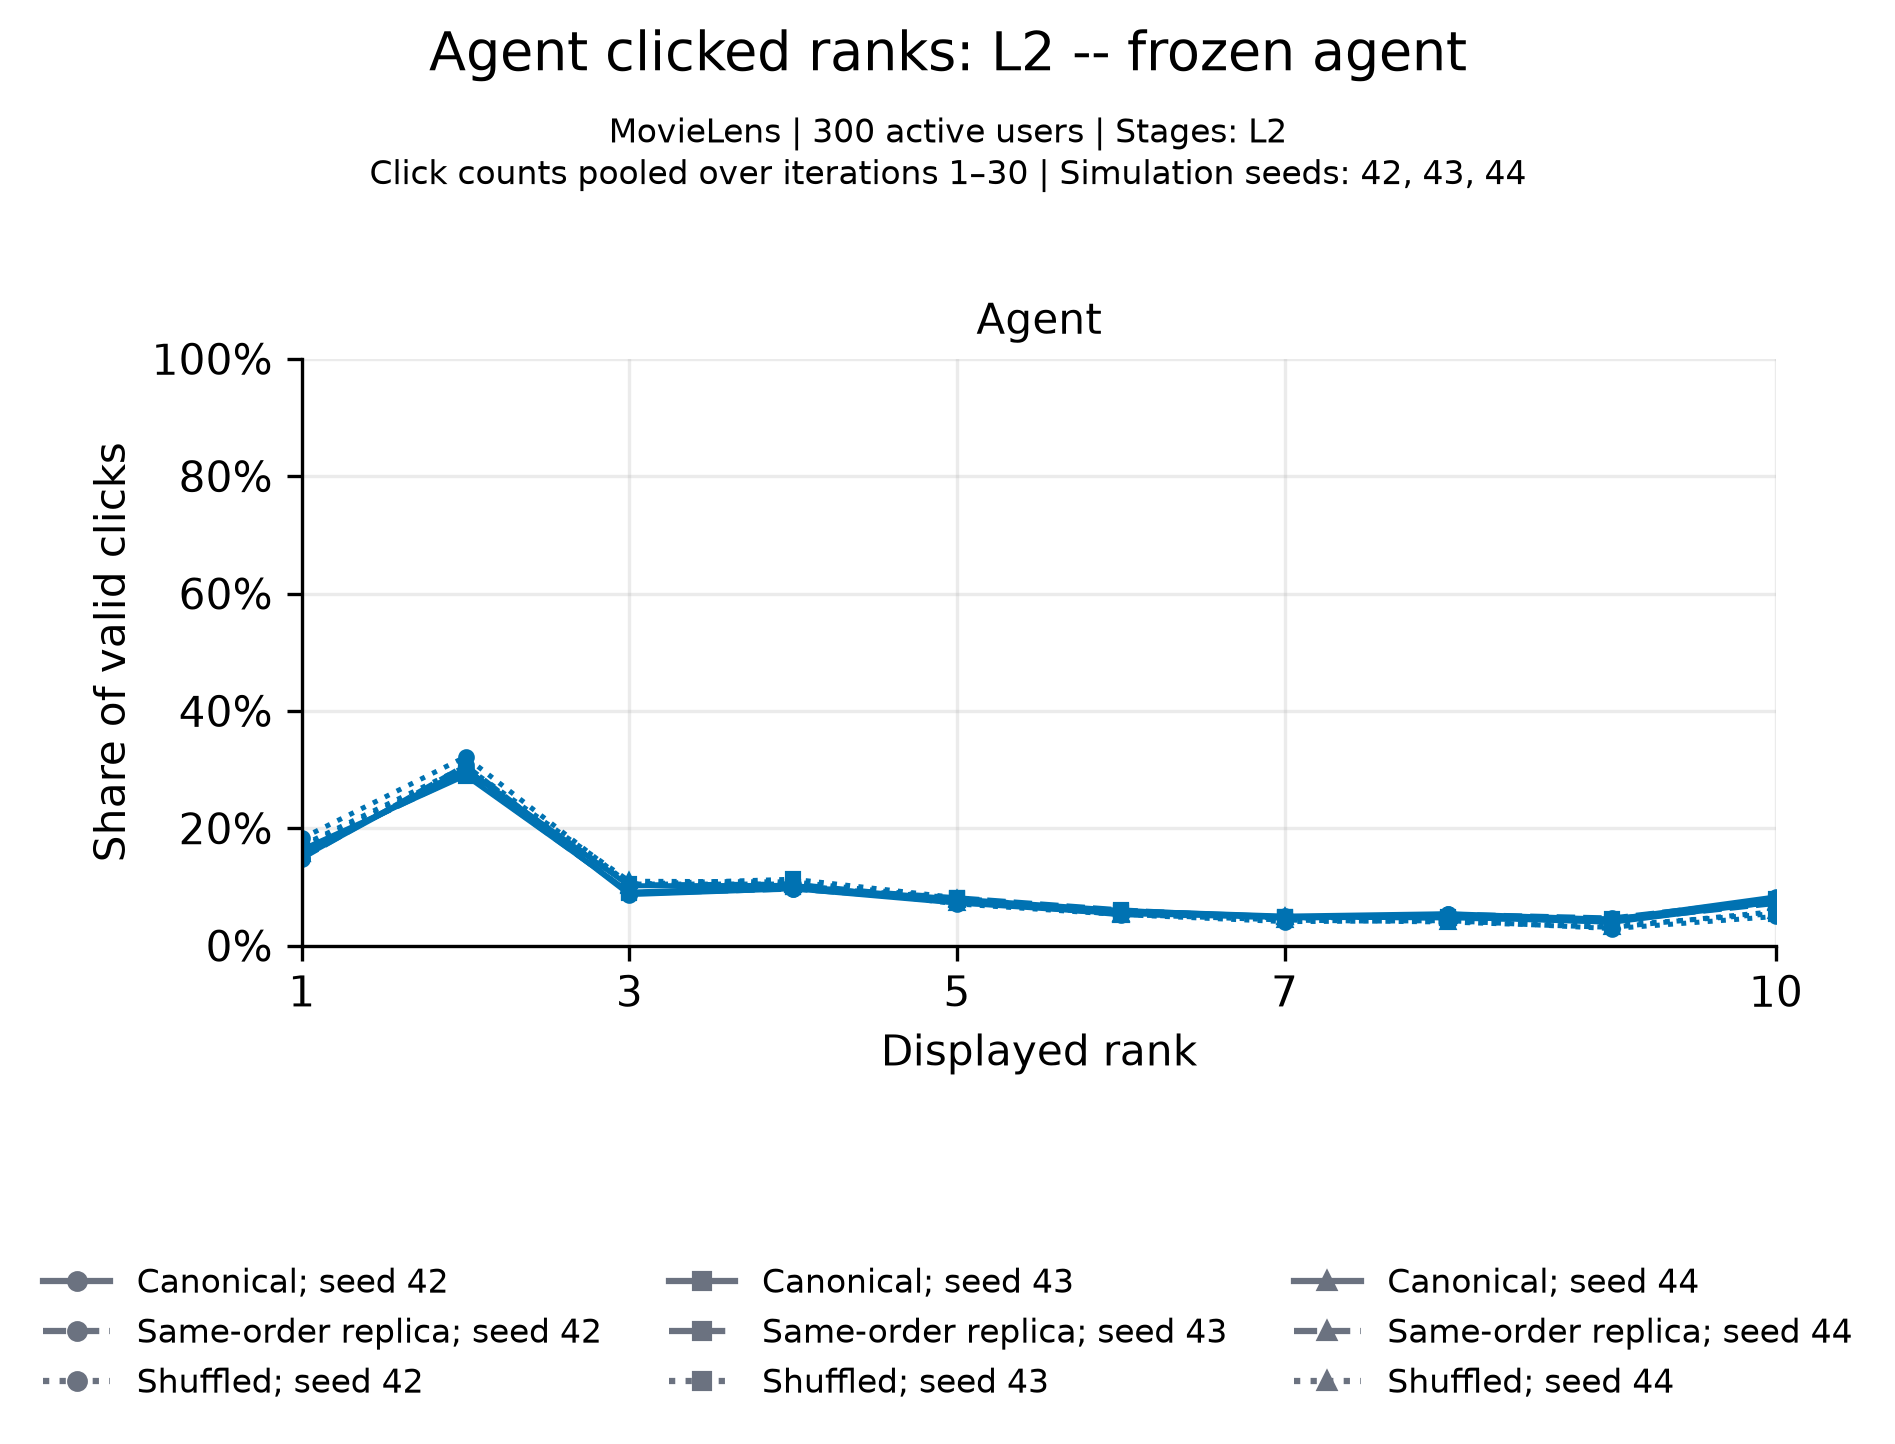 Agent clicked ranks: L2 -- frozen agent
MovieLens | 300 active users | Stages: L2
Click counts pooled over iterations 1–30 | Simulation seeds: 42, 43, 44
Agent
100%
80%
60%
40%
20%
0%
Share of valid clicks
1 3 5 7 10
Displayed rank
Canonical; seed 42 Canonical; seed 43 Canonical; seed 44
Same-order replica; seed 42 Same-order replica; seed 43 Same-order replica; seed 44
Shuffled; seed 42 Shuffled; seed 43 Shuffled; seed 44